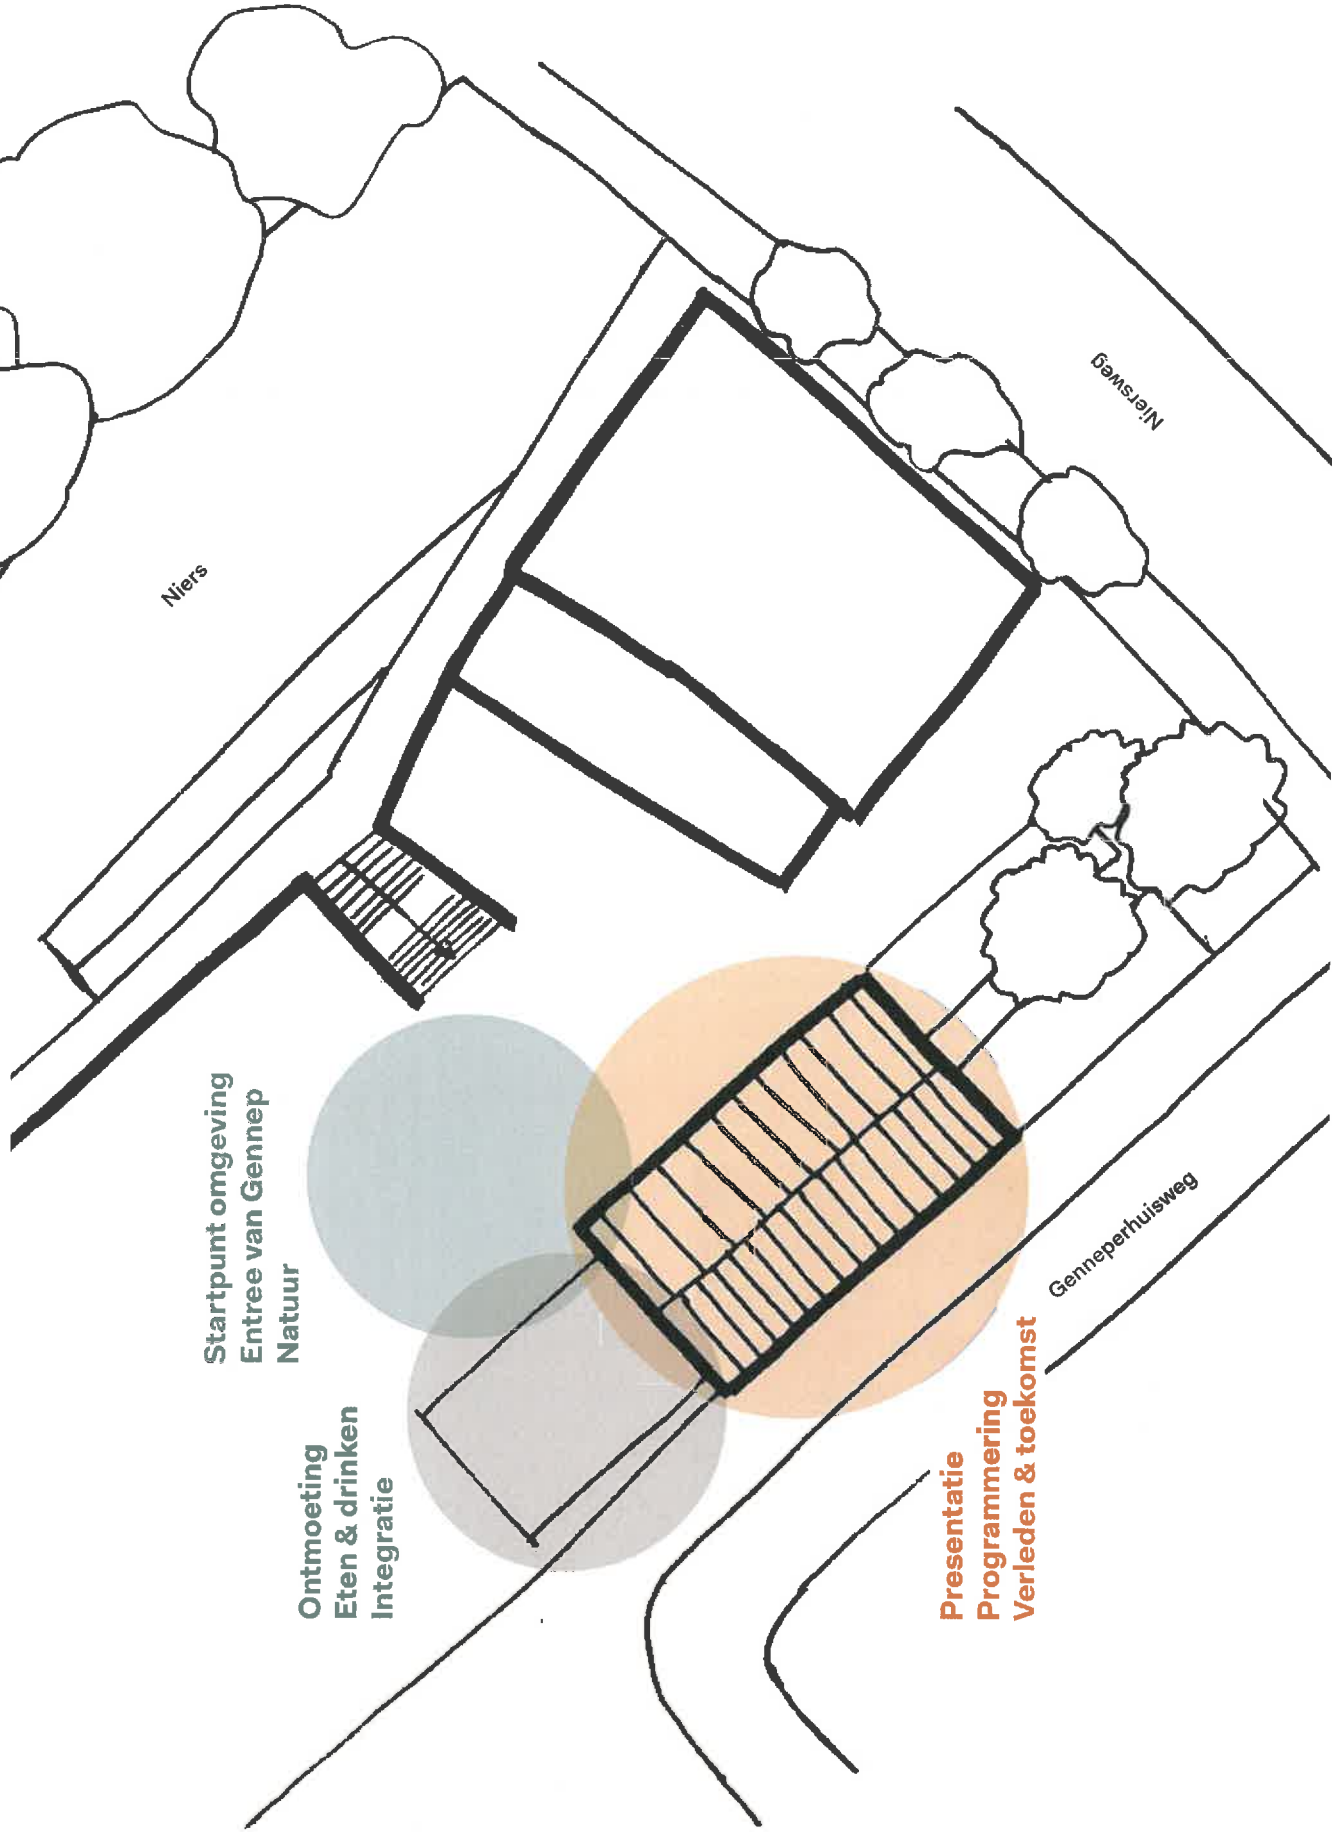 Niersweg
Niers
Startpunt omgeving
Entree van Gennep
Natuur
Ontmoeting
Eten & drinken
Integratie
Genneperhuisweg
Presentatie
Programmering
Verleden & toekomst